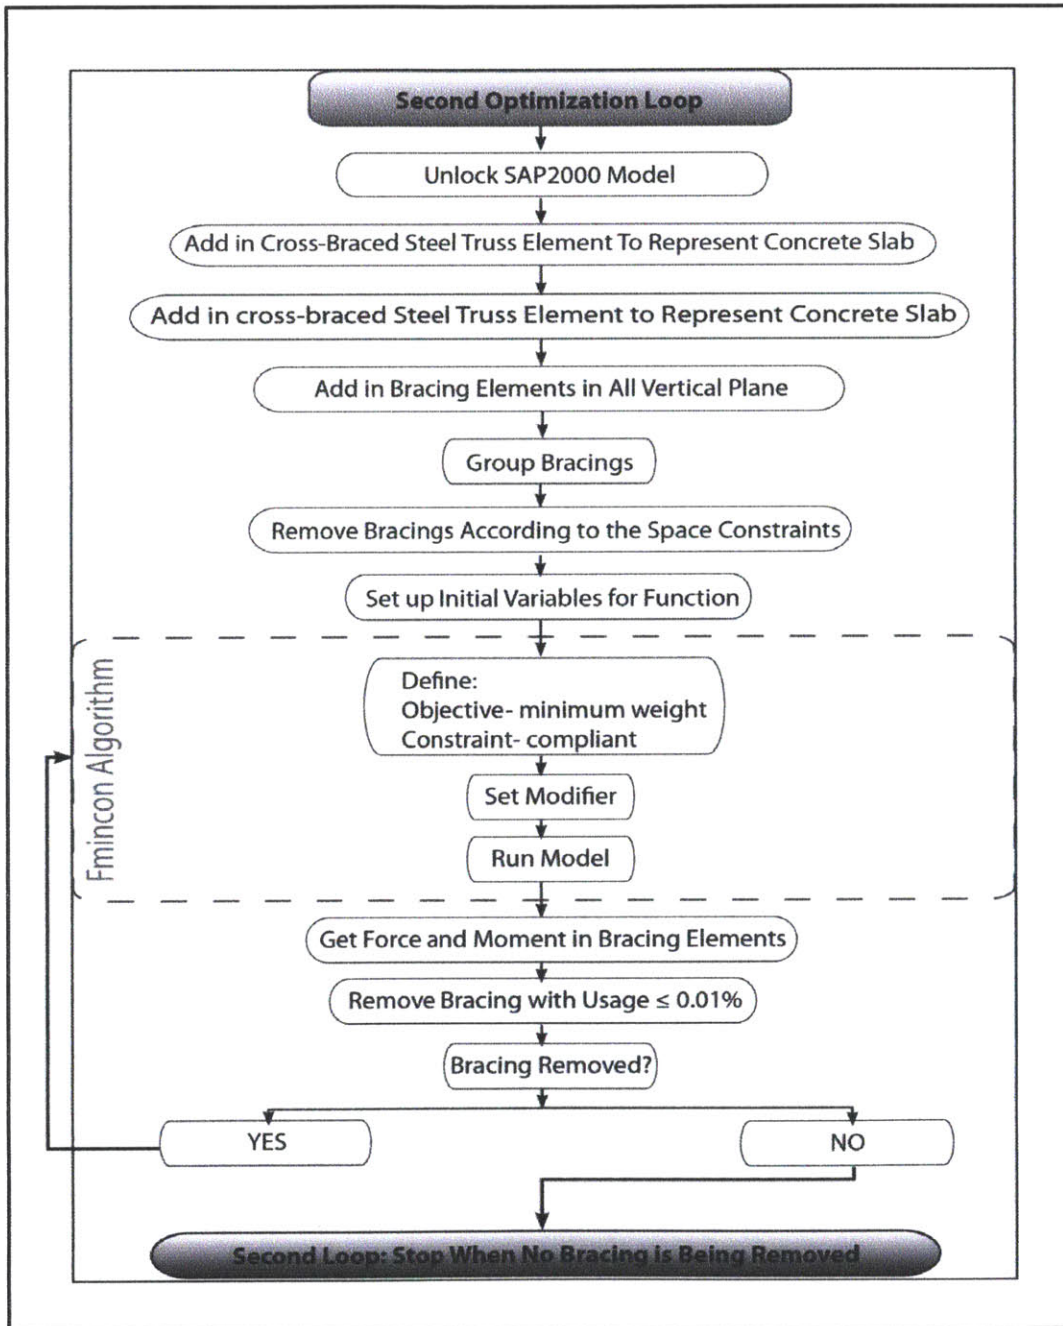 Second Optimization Loop
Unlock SAP2000 Model
Add in Cross-Braced Steel Truss Element To Represent Concrete Slab
Add in cross-braced Steel Truss Element to Represent Concrete Slab
Add in Bracing Elements in All Vertical Plane
Group Bracings
Remove Bracings According to the Space Constraints
Set up Initial Variables for Function
Fmincon Algorithm
Define:
Objective- minimum weight
Constraint- compliant
Set Modifier
Run Model
Get Force and Moment in Bracing Elements
Remove Bracing with Usage ≤ 0.01%
Bracing Removed?
YES
NO
Second Loop: Stop When No Bracing is Being Removed